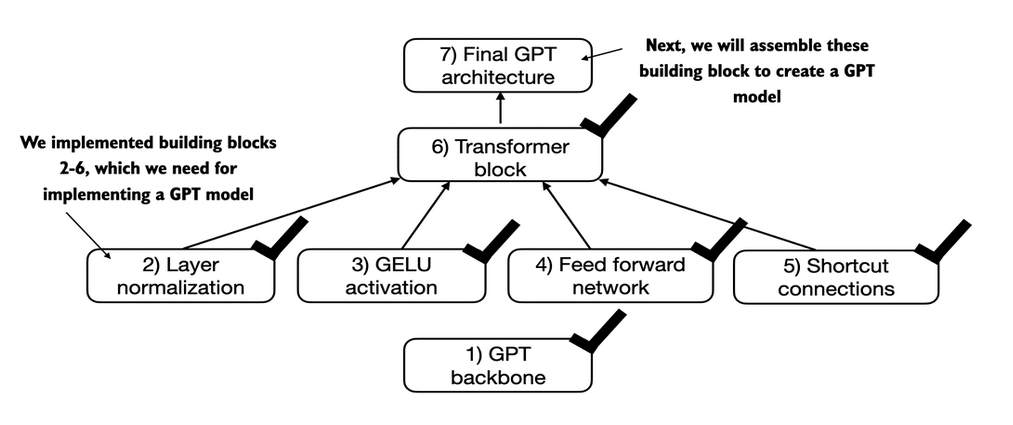 7) Final GPT
architecture
Next, we will assemble these
building block to create a GPT
model
6) Transformer
block
We implemented building blocks
2-6, which we need for
implementing a GPT model
2) Layer
normalization
3) GELU
activation
4) Feed forward
network
5) Shortcut
connections
1) GPT
backbone